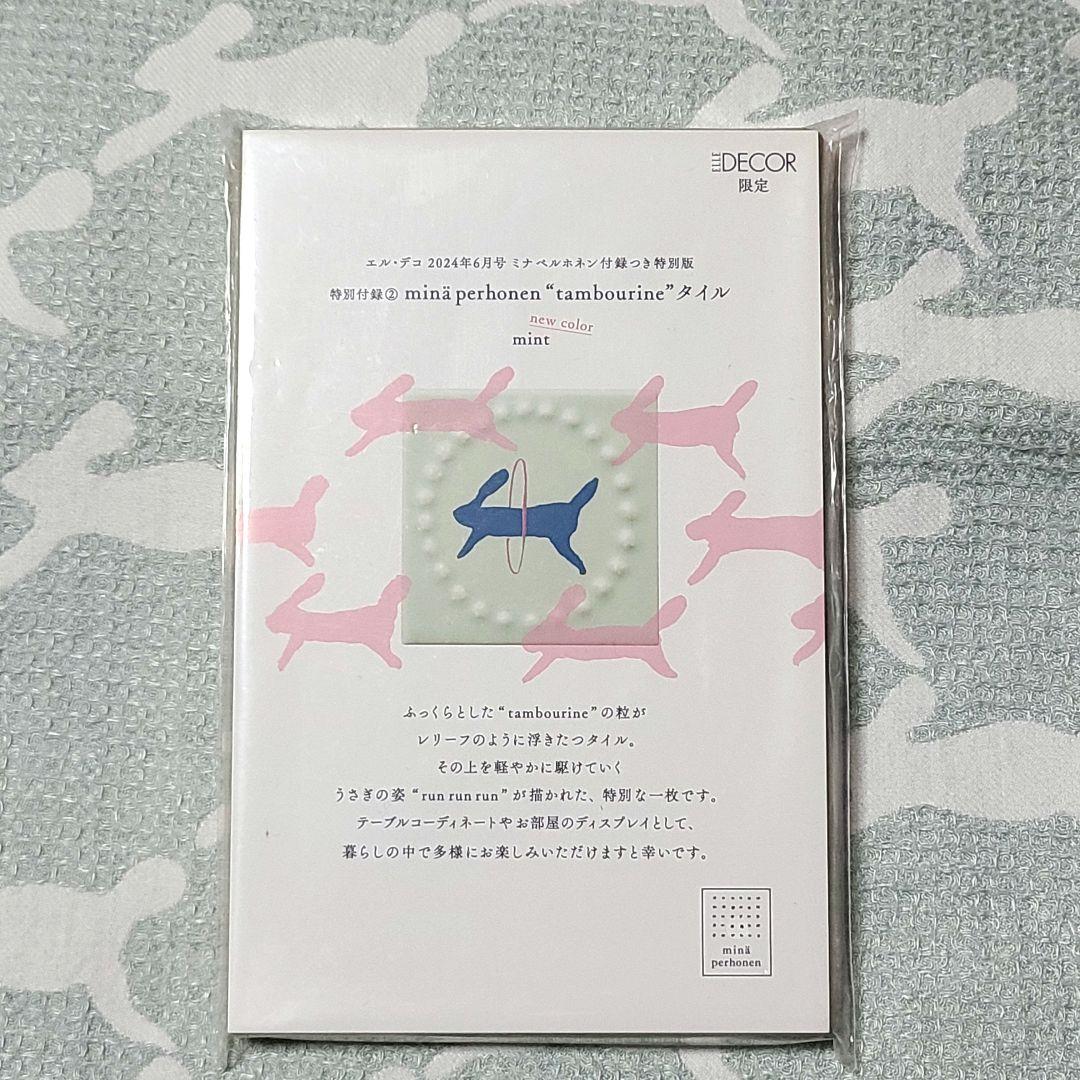 ELLE DECOR
限定
エル・デコ 2024年6月号 ミナ ペルホネン付録つき特別版
特別付録② minä perhonen “tambourine”タイル
new color
mint
ふっくらとした“tambourine”の粒が
レリーフのように浮きたつタイル。
その上を軽やかに駆けていく
うさぎの姿 “run run run” が描かれた、特別な一枚です。
テーブルコーディネートやお部屋のディスプレイとして、
暮らしの中で多様にお楽しみいただけますと幸いです。
minä
perhonen